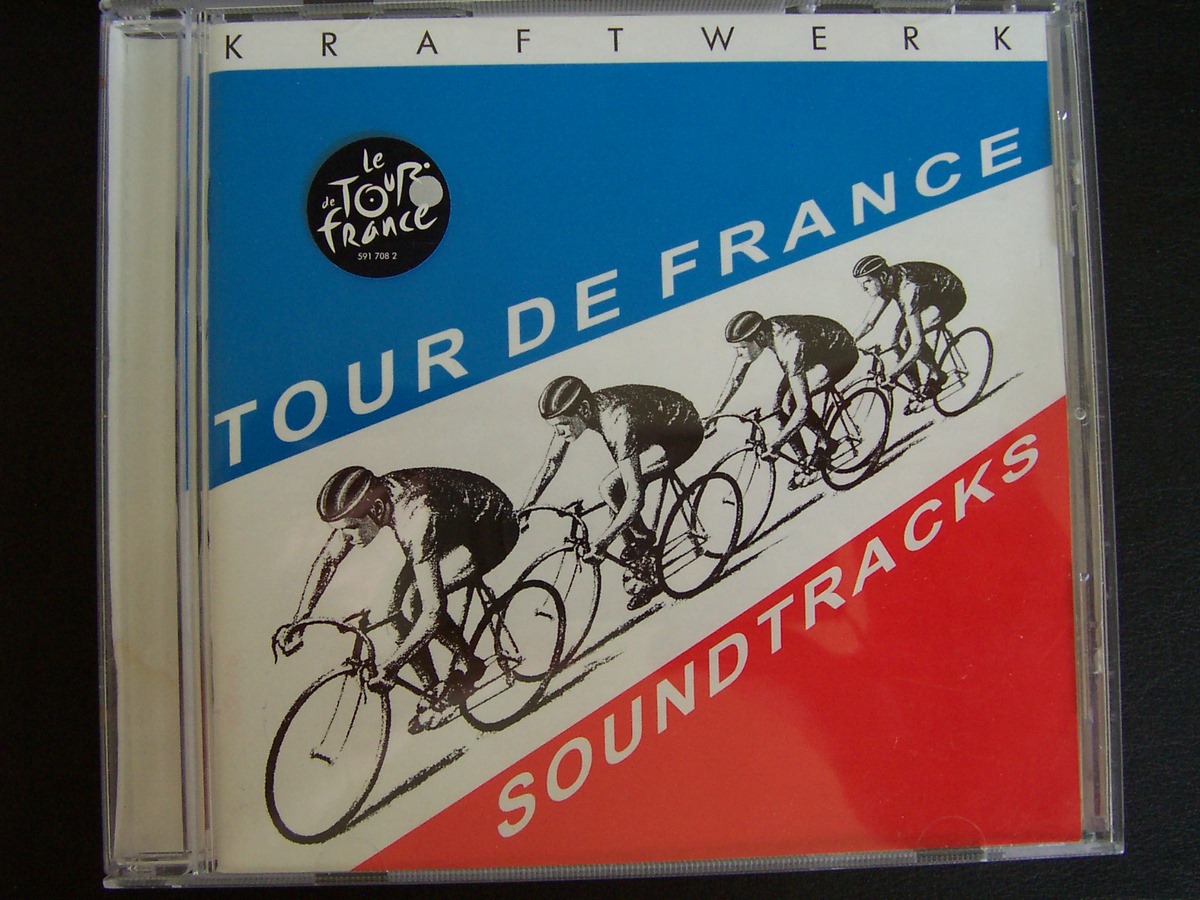 KRAFTWERK
le
TOUR
de
france
591 708 2
TOUR DE FRANCE
SOUNDTRACKS